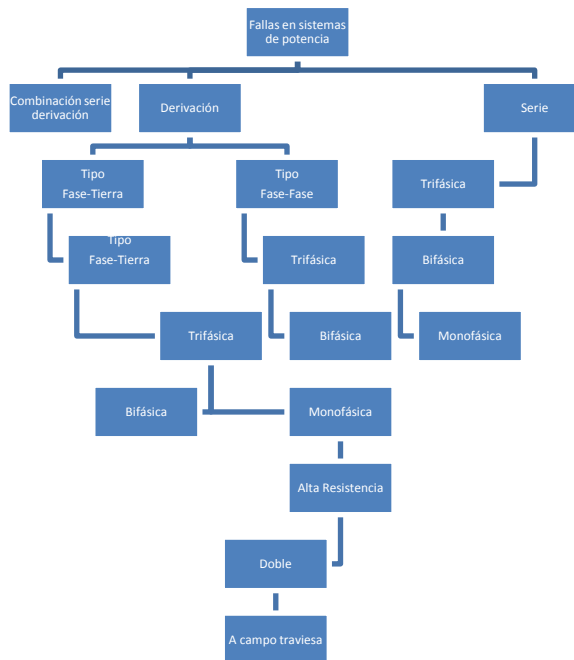 Fallas en sistemas
de potencia
Combinación serie
derivación
Derivación
Serie
Tipo
Fase-Tierra
Tipo
Fase-Fase
Trifásica
Tipo
Fase-Tierra
Trifásica
Bifásica
Trifásica
Bifásica
Monofásica
Bifásica
Monofásica
Alta Resistencia
Doble
A campo traviesa